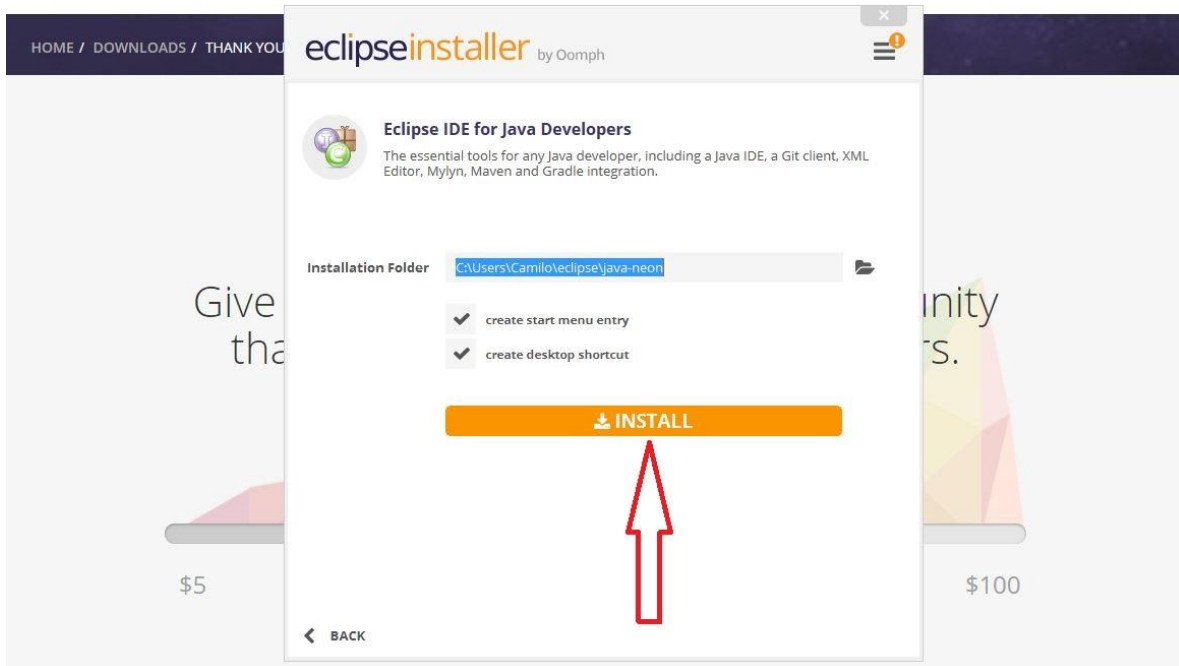 HOME / DOWNLOADS / THANK YOU
eclipseinstaller by Oomph
!
Eclipse IDE for Java Developers
The essential tools for any Java developer, including a Java IDE, a Git client, XML
Editor, Mylyn, Maven and Gradle integration.
Installation Folder C:\Users\Camilo\eclipse\java-neon
Give
unity
create start menu entry
tha
rs.
create desktop shortcut
INSTALL
$5
$100
BACK